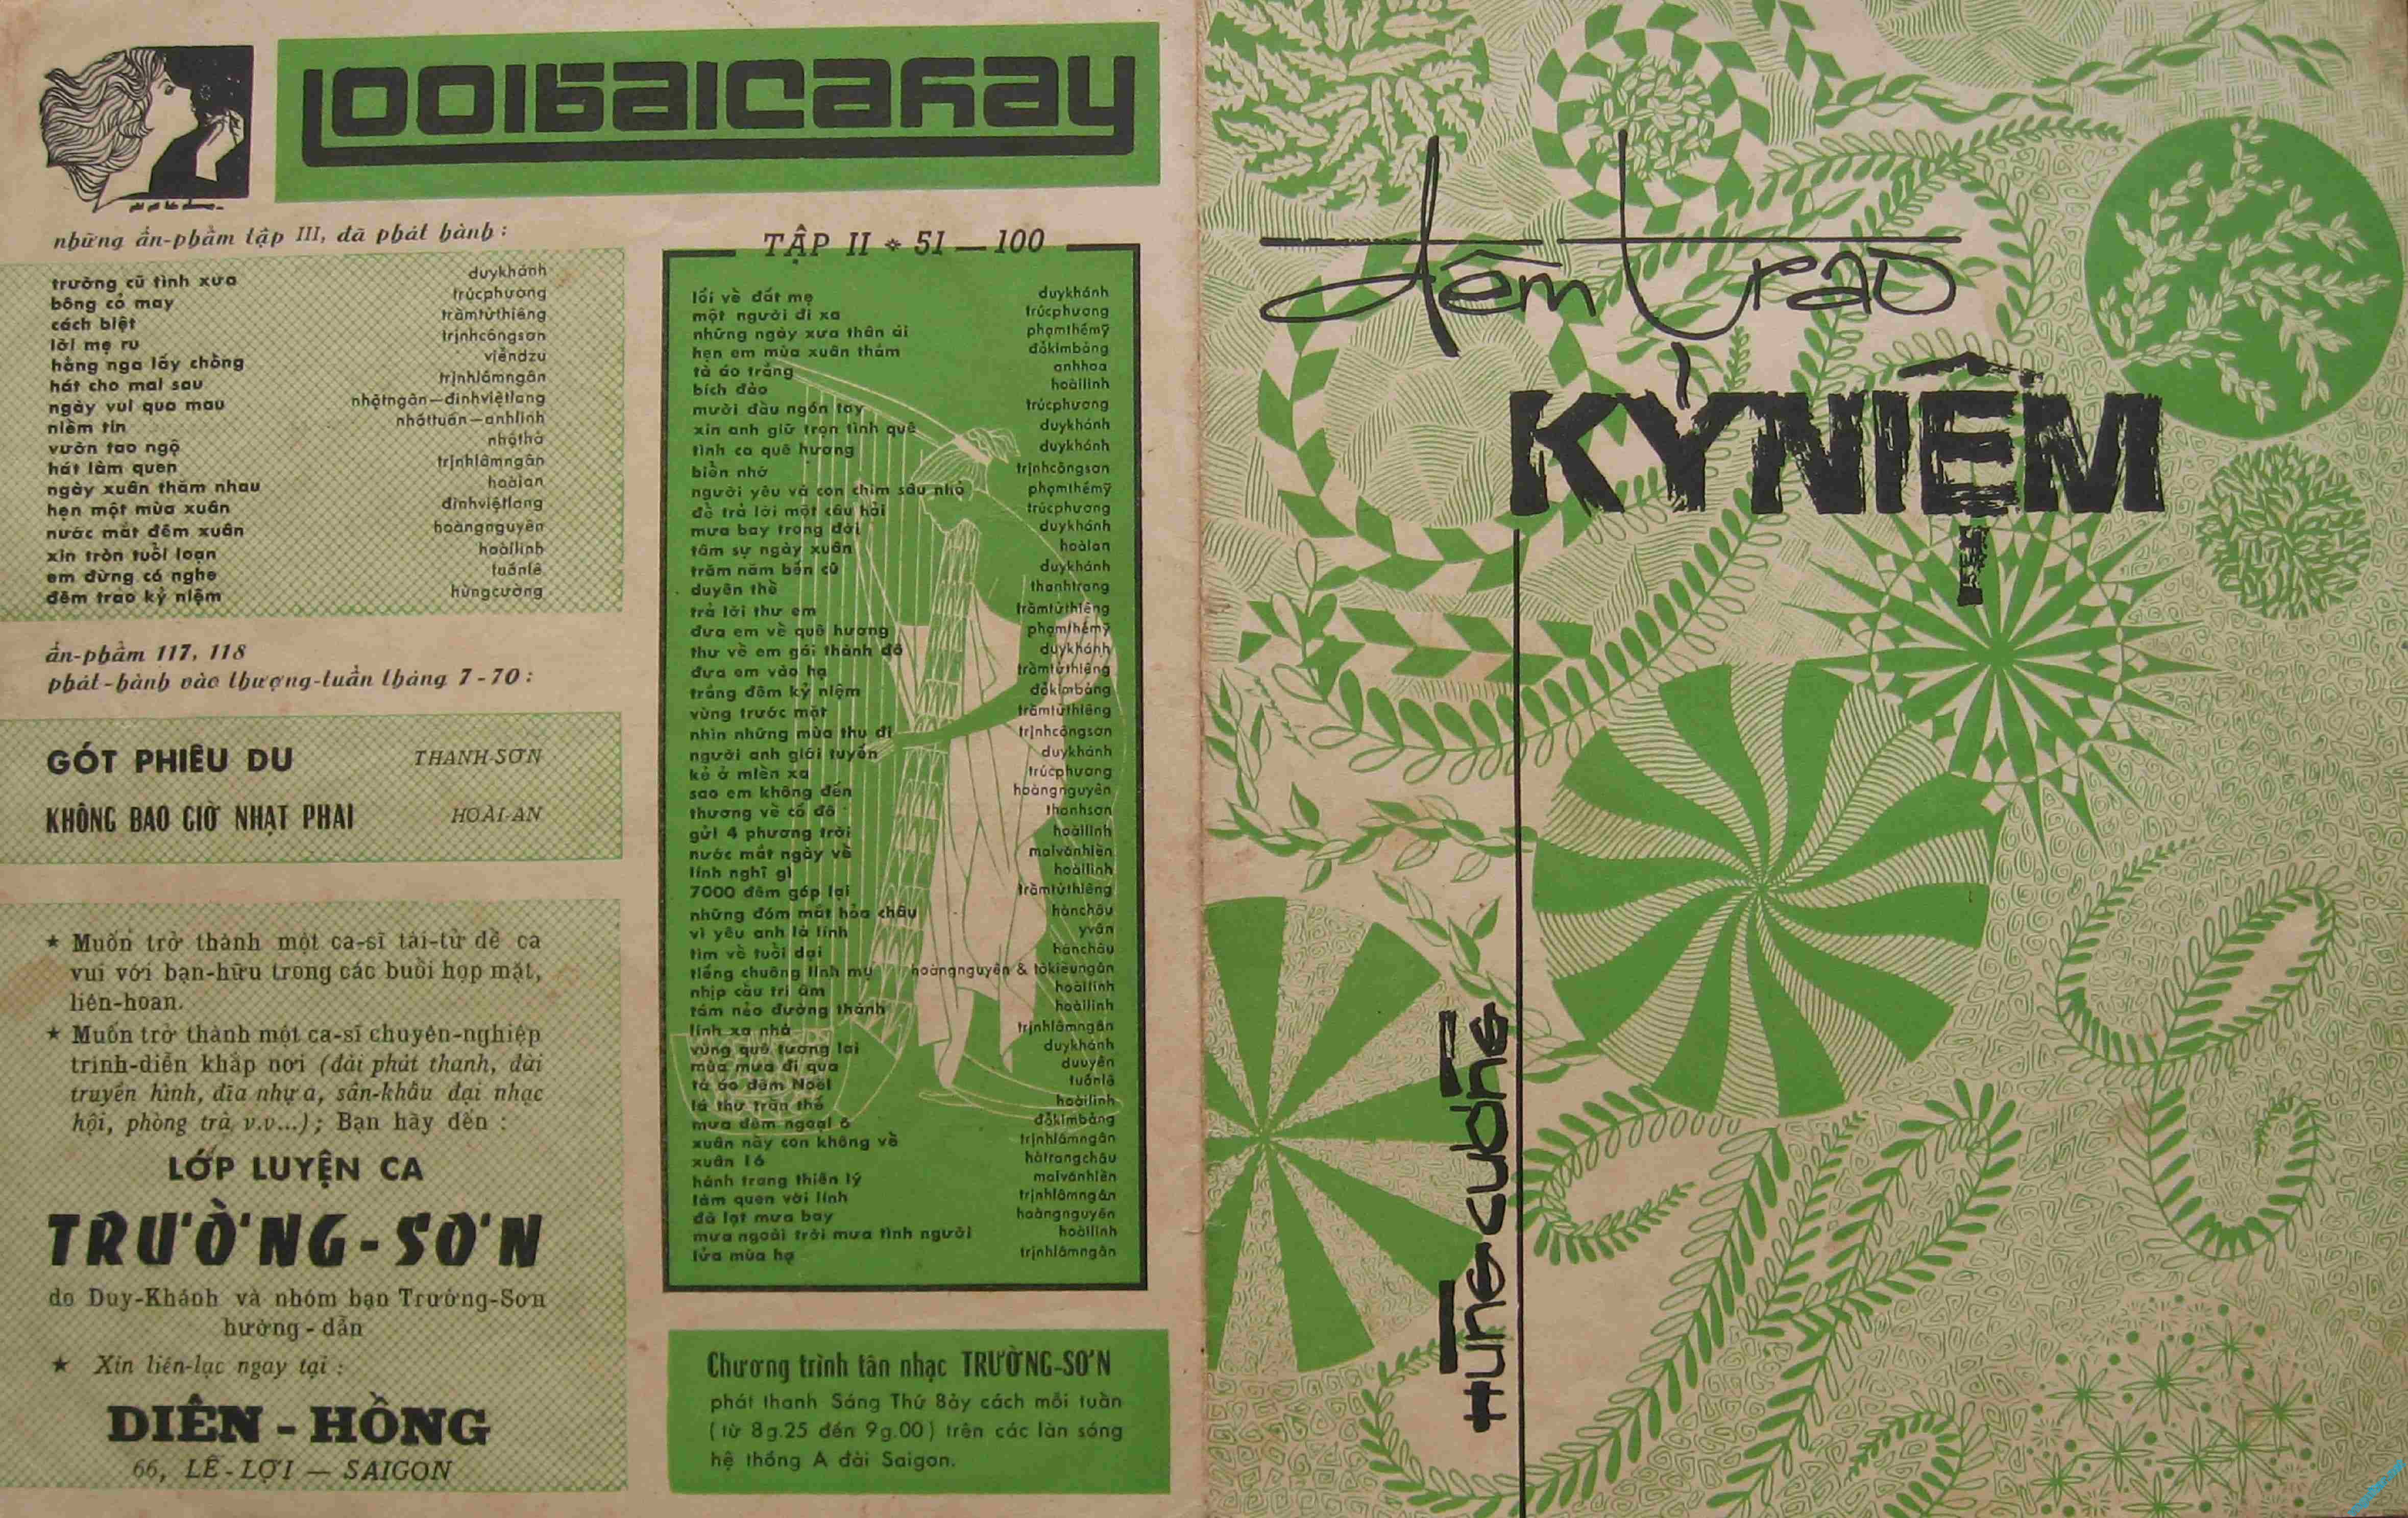 1001BAICAHAY
những ấn-phẩm tập III, đã phát hành :
trường cũ tình xưa duykhánh
bông cỏ may trúcphương
cách biệt trầmtửthiêng
lời mẹ ru trịnhcôngsơn
hằng nga lấy chồng viễndzu
hát cho mai sau trịnhlâmngân
ngày vui qua mau nhậtngân—đinhviệtlang
niềm tin nhấttuấn—anhlinh
vườn tao ngộ nhậthà
hát làm quen trịnhlâmngân
ngày xuân thăm nhau hoàian
hẹn một mùa xuân đinhviệtlang
nước mắt đêm xuân hoàngnguyên
xin tròn tuổi loạn hoàilinh
em đừng có nghe tuấnlê
đêm trao kỷ niệm hùngcường
ấn-phẩm 117, 118
phát-hành vào thượng-tuần tháng 7-70 :
GÓT PHIÊU DU THANH-SƠN
KHÔNG BAO GIỜ NHẠT PHAI HOÀI-AN
★ Muốn trở thành một ca-sĩ tài-tử để ca
vui với bạn-hữu trong các buổi họp mặt,
liên-hoan.
★ Muốn trở thành một ca-sĩ chuyên-nghiệp
trình-diễn khắp nơi (đài phát thanh, đài
truyền hình, đĩa nhựa, sân-khấu đại nhạc
hội, phòng trà v.v...) ; Bạn hãy đến :
LỚP LUYỆN CA
TRƯỜNG-SƠN
do Duy-Khánh và nhóm bạn Trường-Sơn
hướng - dẫn
★ Xin liên-lạc ngay tại :
DIÊN - HỒNG
66, LÊ-LỢI — SAIGON
TẬP II * 51 — 100
lối về đất mẹ duykhánh
một người đi xa trúcphương
những ngày xưa thân ái phạmthếmỹ
hẹn em mùa xuân thắm đỗkimbảng
tà áo trắng anhhoa
bích đào hoàilinh
mười đầu ngón tay trúcphương
xin anh giữ trọn tình quê duykhánh
tình ca quê hương duykhánh
biển nhớ trịnhcôngsơn
người yêu và con chim sâu nhỏ phạmthếmỹ
để trả lời một câu hỏi trúcphương
mưa bay trong đời duykhánh
tâm sự ngày xuân hoàian
trăm năm bến cũ duykhánh
duyên thề thanhtrang
trả lời thư em trầmtửthiêng
đưa em về quê hương phạmthếmỹ
thư về em gái thành đô duykhánh
đưa em vào hạ trầmtửthiêng
trắng đêm kỷ niệm đỗkimbảng
vùng trước mặt trầmtửthiêng
nhìn những mùa thu đi trịnhcôngsơn
người anh giới tuyến duykhánh
kẻ ở miền xa trúcphương
sao em không đến hoàngnguyên
thương về cố đô thanhsơn
gửi 4 phương trời hoàilinh
nước mắt ngày về maivănhiền
lính nghĩ gì hoàilinh
7000 đêm góp lại trầmtửthiêng
những đóm mắt hỏa châu hànchâu
vì yêu anh là lính yvân
tìm về tuổi dại hànchâu
tiếng chuông linh mụ hoàngnguyên & tôkiềungân
nhịp cầu tri âm hoàilinh
tám nẻo đường thành hoàilinh
lính xa nhà trịnhlâmngân
vùng quê tương lai duykhánh
mùa mưa đi qua duuyên
tà áo đêm Noël tuấnlê
lá thư trần thế hoàilinh
mưa đêm ngoại ô đỗkimbảng
xuân này con không về trịnhlâmngân
xuân 16 hàtrangchâu
hành trang thiên lý maivănhiền
làm quen với lính trịnhlâmngân
đà lạt mưa bay hoàngnguyên
mưa ngoài trời mưa tình người hoàilinh
lửa mùa hạ trịnhlâmngân
Chương trình tân nhạc TRƯỜNG-SƠN
phát thanh Sáng Thứ Bảy cách mỗi tuần
( từ 8g.25 đến 9g.00 ) trên các làn sóng
hệ thống A đài Saigon.
đêm trao
KỶ NIỆM
HÙNG CƯỜNG